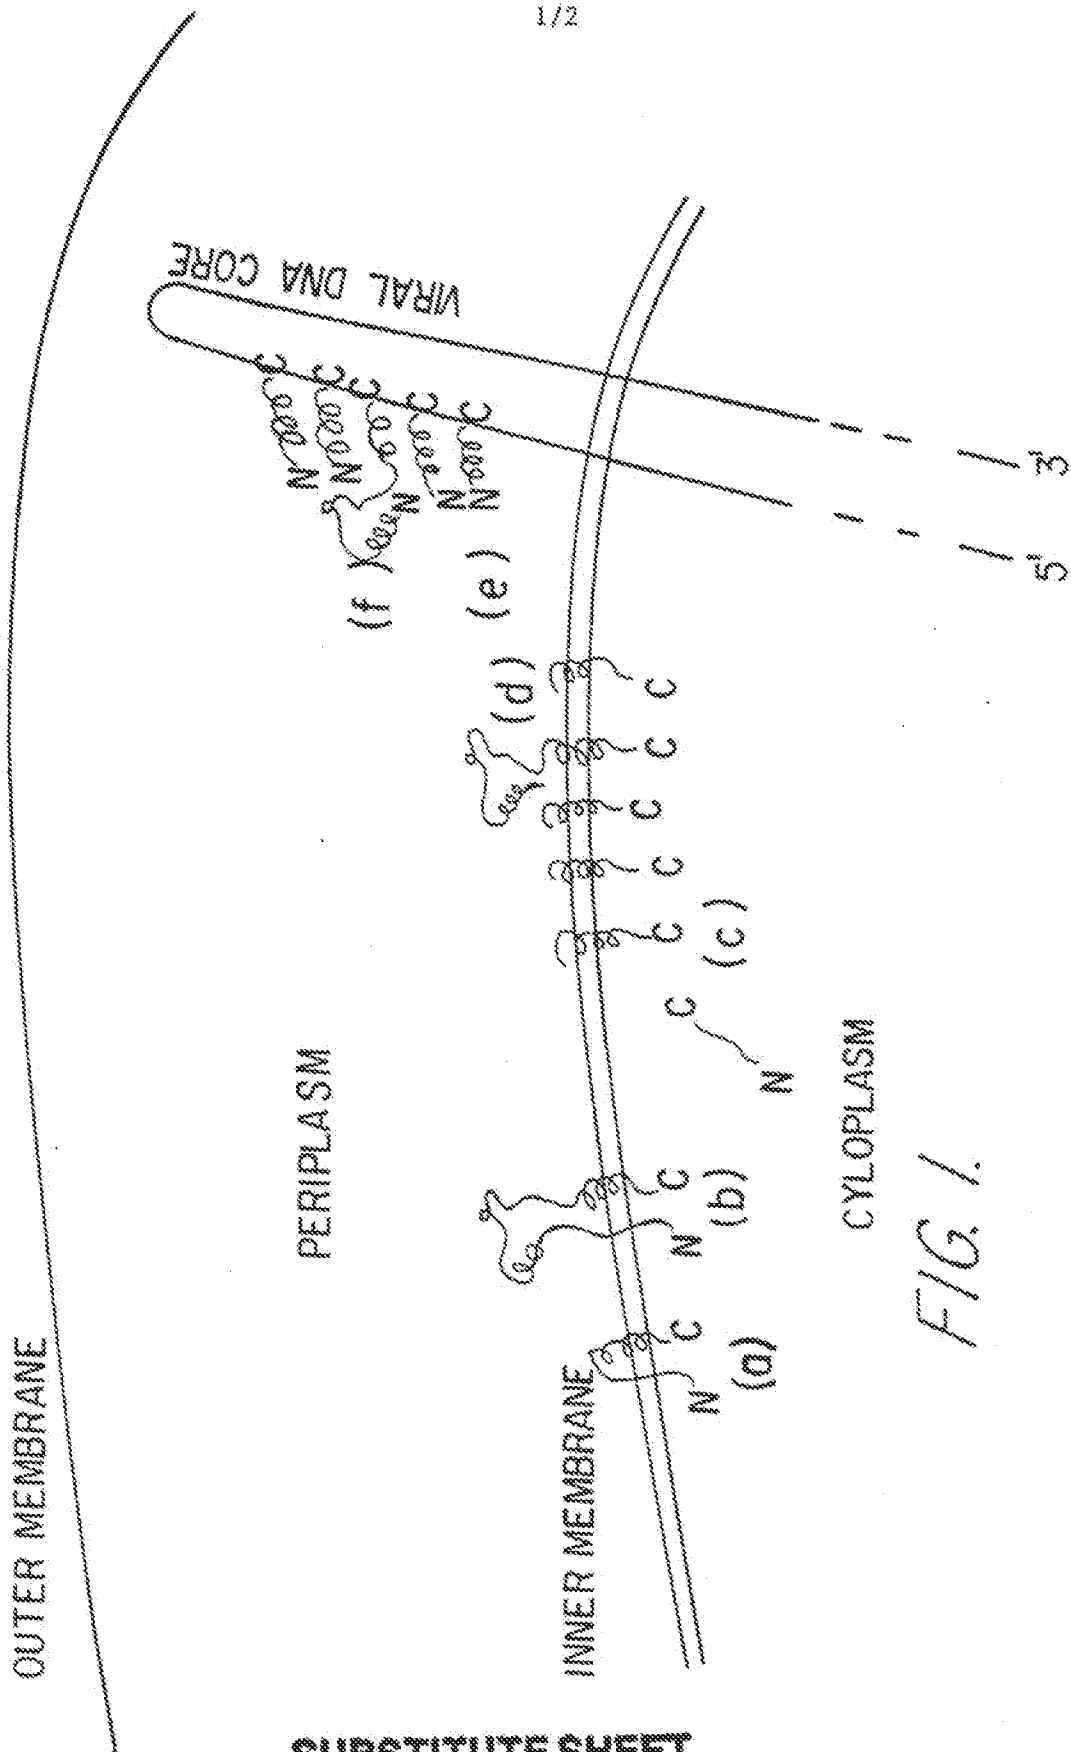 1/2
OUTER MEMBRANE
PERIPLASM
INNER MEMBRANE
CYLOPLASM
VIRAL DNA CORE
C
C
C
C
C
N
N
N
N
N
(f)
(e)
(d)
C
C
C
C
C
(c)
C
N
C
N
(b)
C
N
(a)
5'
3'
FIG. 1.
SUBSTITUTE SHEET